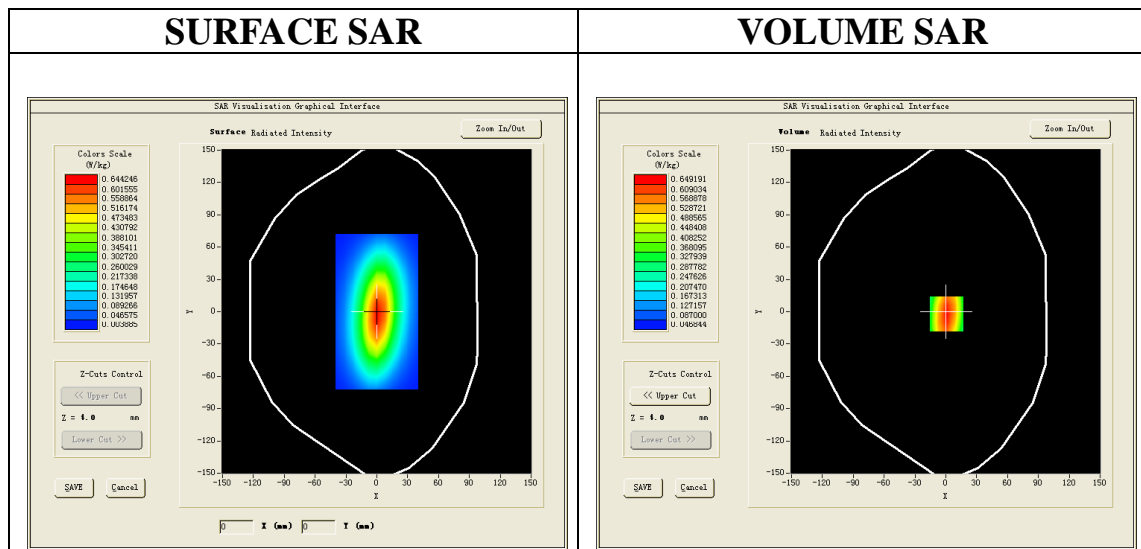 SURFACE SAR
VOLUME SAR
SAR Visualisation Graphical Interface
Surface Radiated Intensity
Zoom In/Out
Colors Scale
(W/kg)
0.644246
0.601555
0.558864
0.516174
0.473483
0.430792
0.388101
0.345411
0.302720
0.260029
0.217338
0.174648
0.131957
0.089266
0.046575
0.003885
Z-Cuts Control
<< Upper Cut
Z = 4.0 mm
Lower Cut >>
SAVE
Cancel
150
120
90
60
30
0
-30
-60
-90
-120
-150
Y
-150 -120 -90 -60 -30 0 30 60 90 120 150
X
0 X (mm) 0 Y (mm)
SAR Visualisation Graphical Interface
Volume Radiated Intensity
Zoom In/Out
Colors Scale
(W/kg)
0.649191
0.609034
0.568878
0.528721
0.488565
0.448408
0.408252
0.368095
0.327939
0.287782
0.247626
0.207470
0.167313
0.127157
0.087000
0.046844
Z-Cuts Control
<< Upper Cut
Z = 4.0 mm
Lower Cut >>
SAVE
Cancel
150
120
90
60
30
0
-30
-60
-90
-120
-150
Y
-150 -120 -90 -60 -30 0 30 60 90 120 150
X